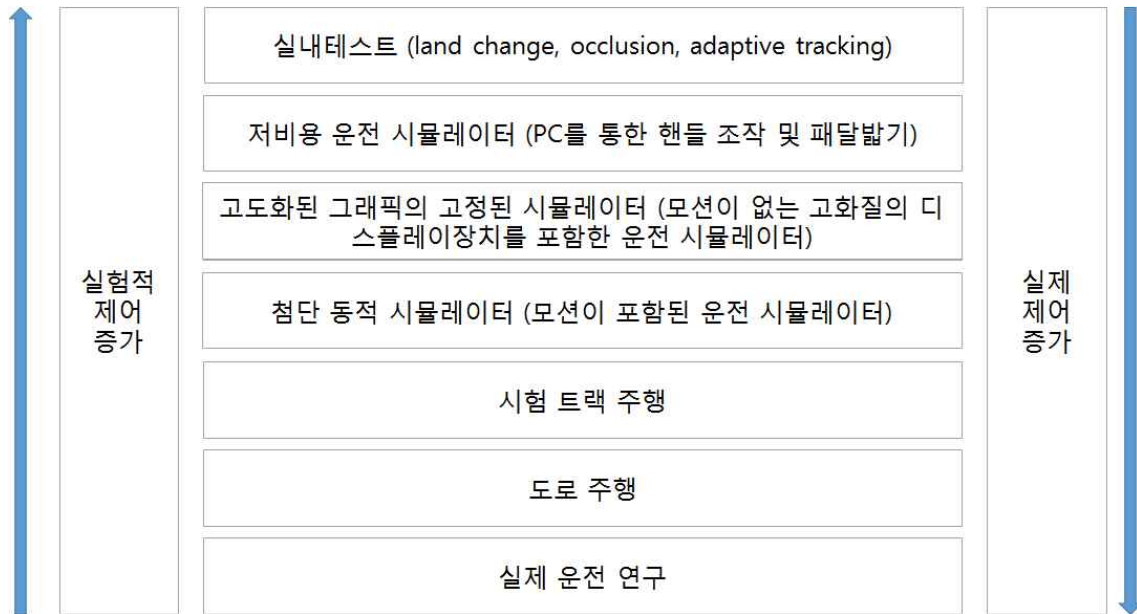 실내테스트 (land change, occlusion, adaptive tracking)
저비용 운전 시뮬레이터 (PC를 통한 핸들 조작 및 패달밟기)
고도화된 그래픽의 고정된 시뮬레이터 (모션이 없는 고화질의 디
스플레이장치를 포함한 운전 시뮬레이터)
실험적
제어
증가
첨단 동적 시뮬레이터 (모션이 포함된 운전 시뮬레이터)
실제
제어
증가
시험 트랙 주행
도로 주행
실제 운전 연구